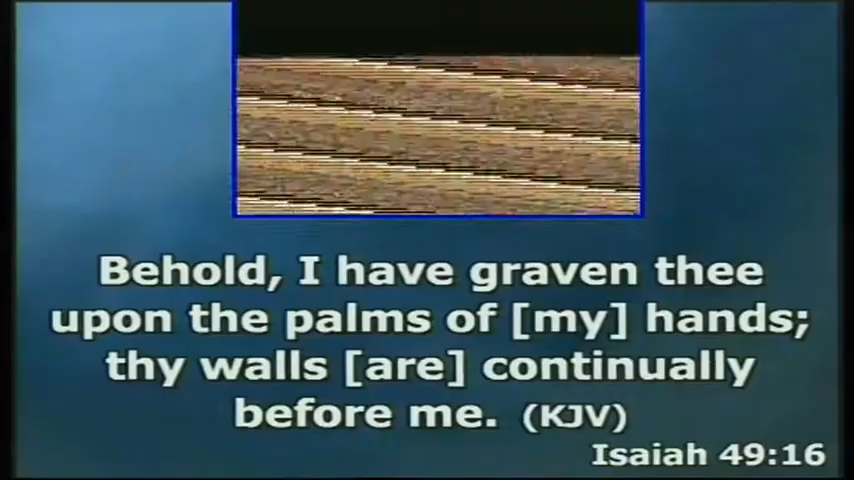 Behold, I have graven thee
upon the palms of [my] hands;
thy walls [are] continually
before me. (KJV)
Isaiah 49:16